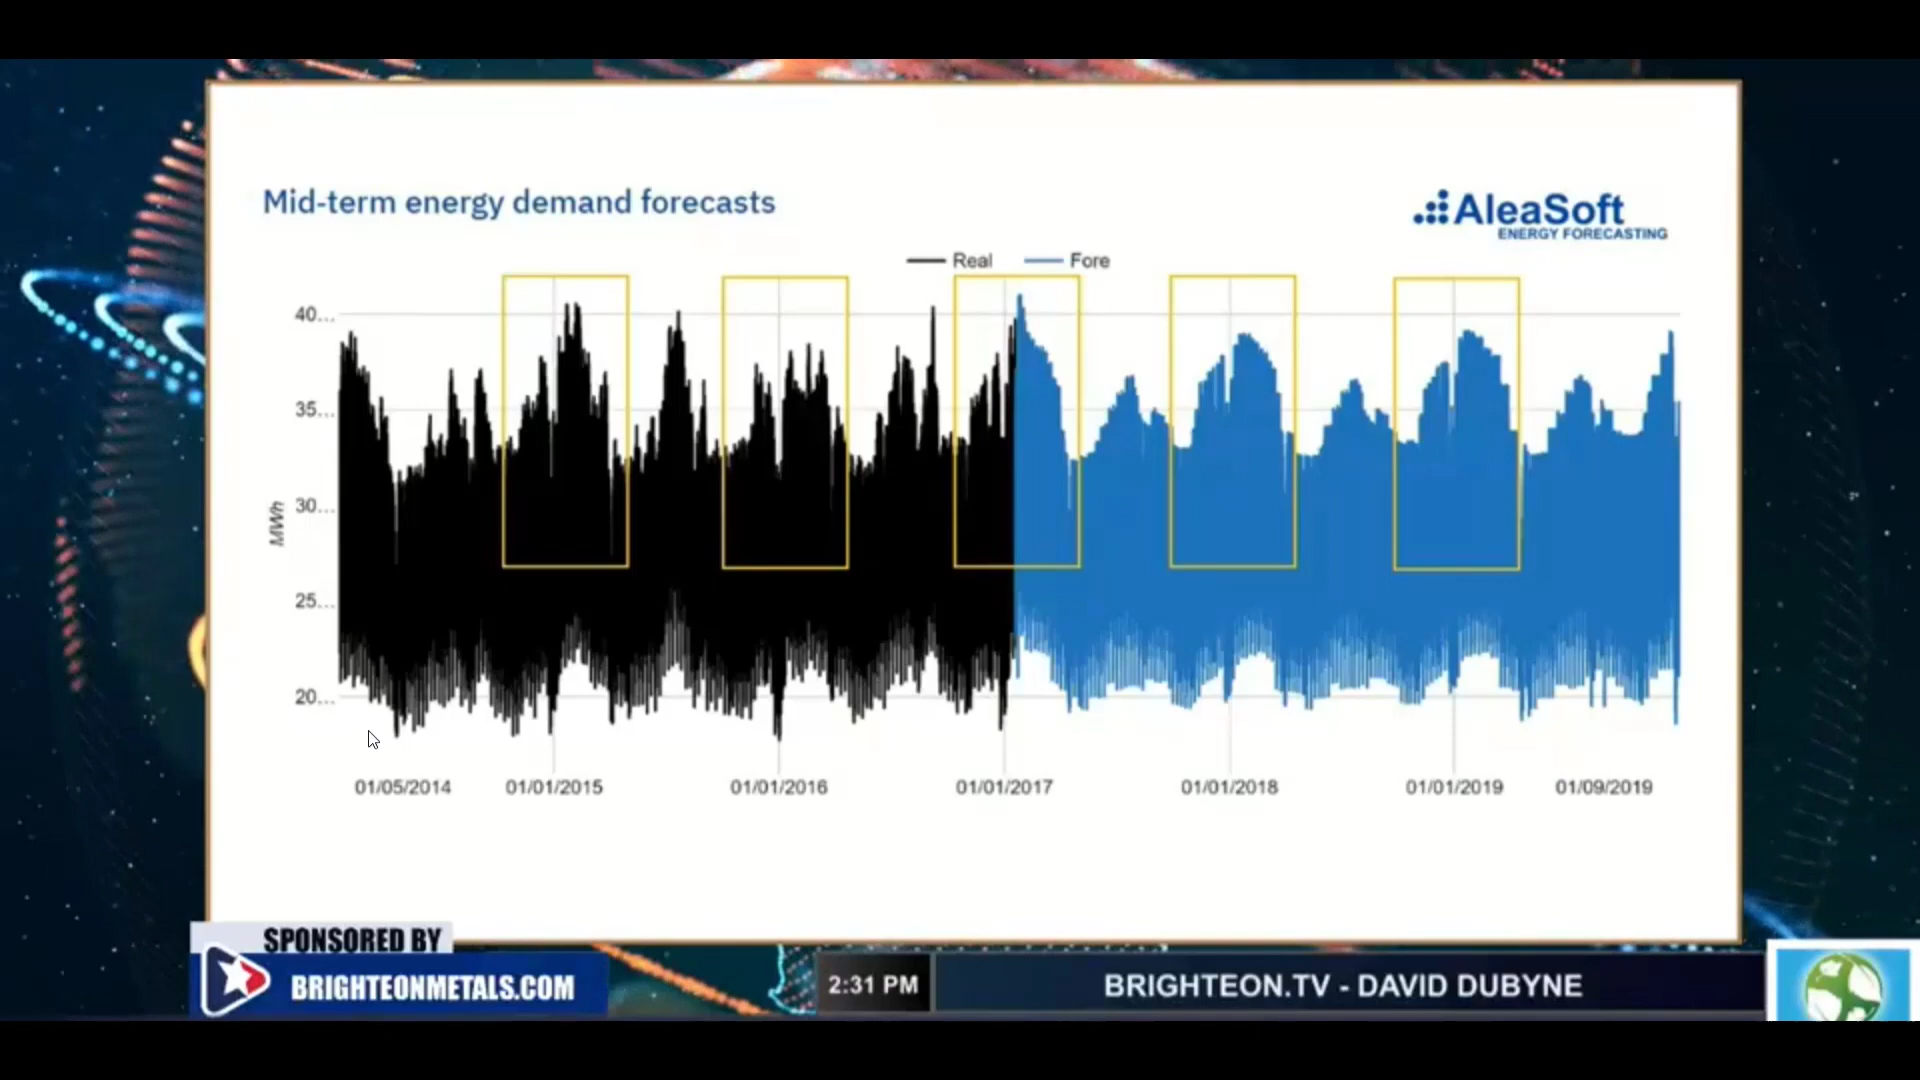 Mid-term energy demand forecasts
AleaSoft
ENERGY FORECASTING
Real
Fore
40...
35...
30...
25...
20...
MWh
01/05/2014
01/01/2015
01/01/2016
01/01/2017
01/01/2018
01/01/2019
01/09/2019
SPONSORED BY
BRIGHTEONMETALS.COM
2:31 PM
BRIGHTEON.TV - DAVID DUBYNE